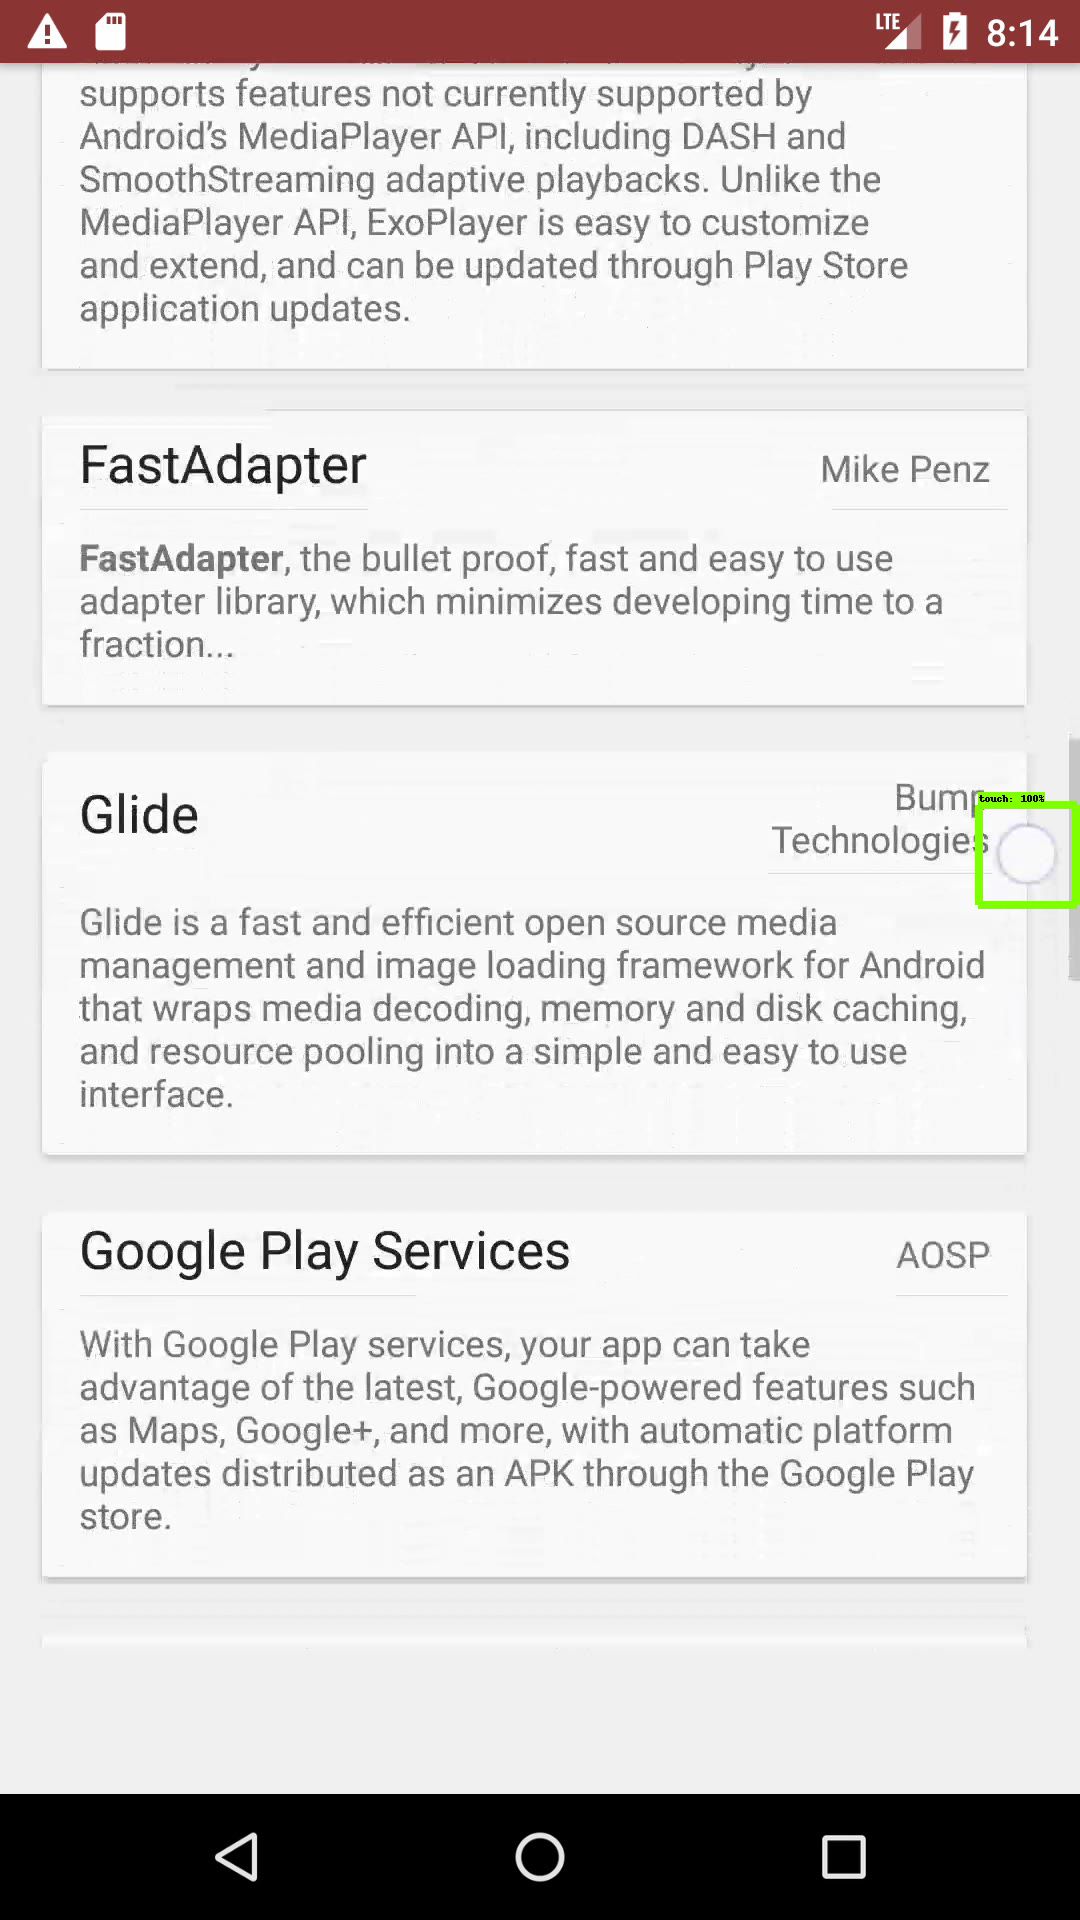 LTE 8:14
supports features not currently supported by
Android's MediaPlayer API, including DASH and
SmoothStreaming adaptive playbacks. Unlike the
MediaPlayer API, ExoPlayer is easy to customize
and extend, and can be updated through Play Store
application updates.
FastAdapter Mike Penz
FastAdapter, the bullet proof, fast and easy to use
adapter library, which minimizes developing time to a
fraction...
Glide
Bump
Technologies
touch: 100%
Glide is a fast and efficient open source media
management and image loading framework for Android
that wraps media decoding, memory and disk caching,
and resource pooling into a simple and easy to use
interface.
Google Play Services AOSP
With Google Play services, your app can take
advantage of the latest, Google-powered features such
as Maps, Google+, and more, with automatic platform
updates distributed as an APK through the Google Play
store.